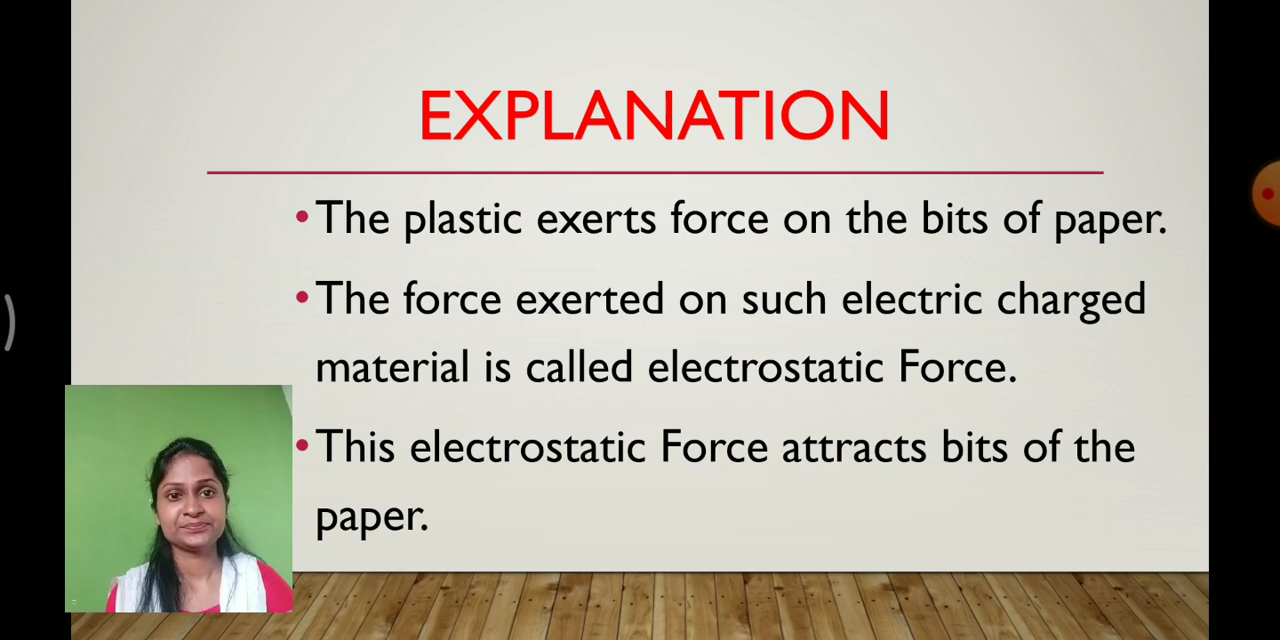 EXPLANATION
•The plastic exerts force on the bits of paper.
•The force exerted on such electric charged
material is called electrostatic Force.
•This electrostatic Force attracts bits of the
paper.